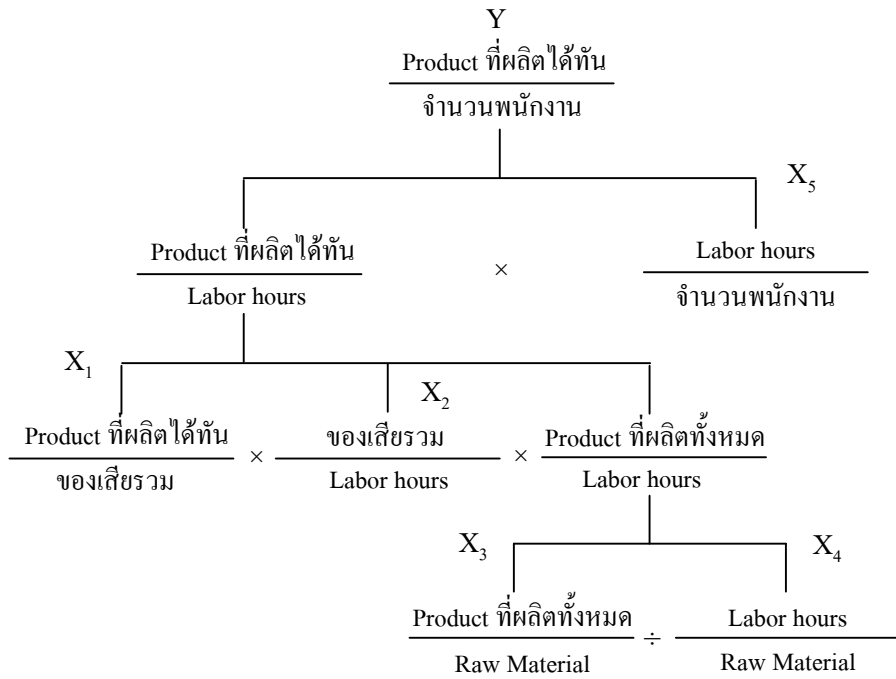 Y
Product ที่ผลิตได้ทัน
จำนวนพนักงาน
X5
Product ที่ผลิตได้ทัน
Labor hours
×
Labor hours
จำนวนพนักงาน
X1
X2
Product ที่ผลิตได้ทัน
ของเสียรวม
×
ของเสียรวม
Labor hours
×
Product ที่ผลิตทั้งหมด
Labor hours
X3
X4
Product ที่ผลิตทั้งหมด
Raw Material
÷
Labor hours
Raw Material